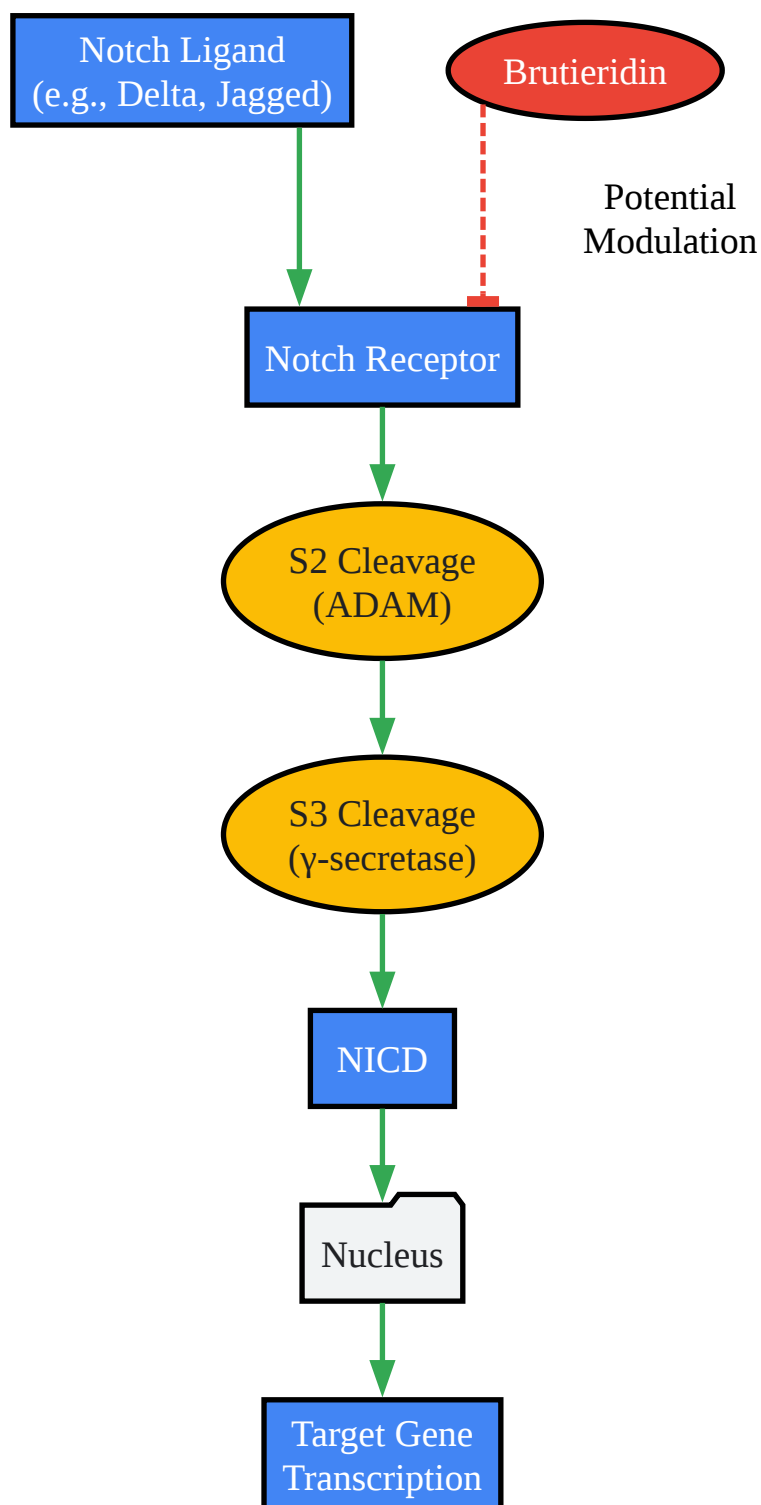 Notch Ligand
(e.g., Delta, Jagged)
Brutieridin
Potential
Modulation
Notch Receptor
S2 Cleavage
(ADAM)
S3 Cleavage
(γ-secretase)
NICD
Nucleus
Target Gene
Transcription